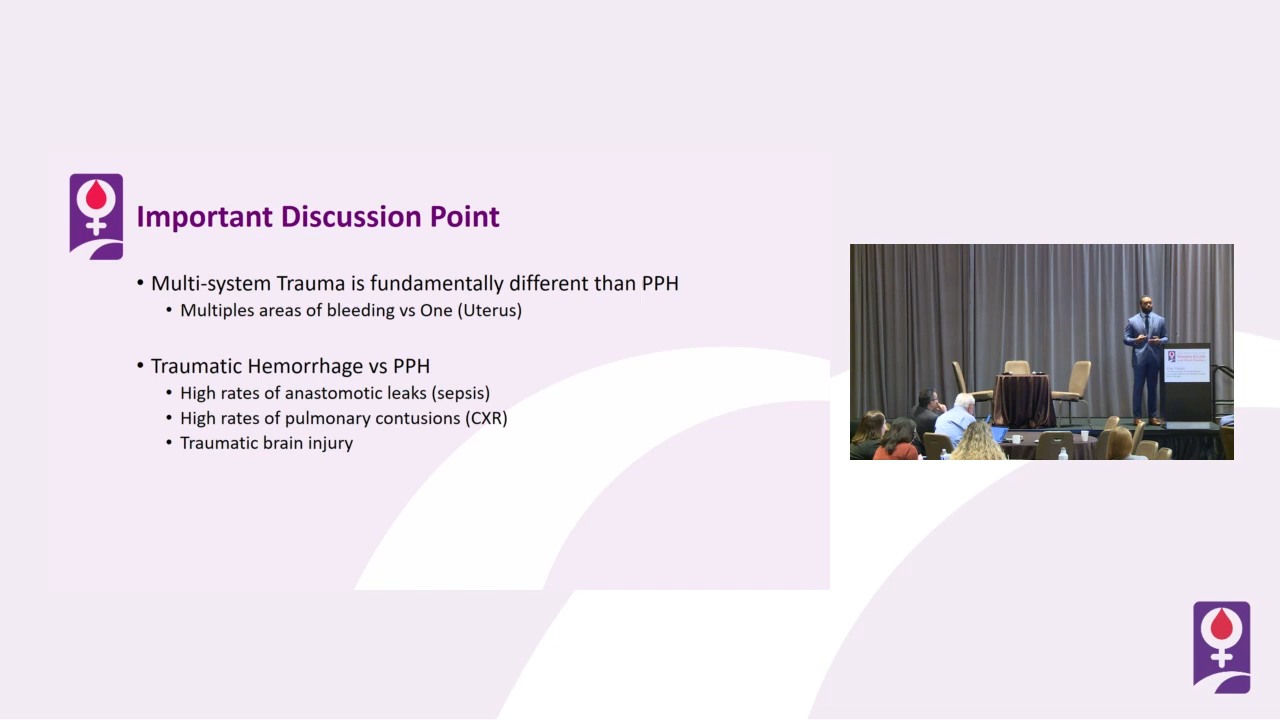 Important Discussion Point
• Multi-system Trauma is fundamentally different than PPH
• Multiples areas of bleeding vs One (Uterus)
• Traumatic Hemorrhage vs PPH
• High rates of anastomotic leaks (sepsis)
• High rates of pulmonary contusions (CXR)
• Traumatic brain injury